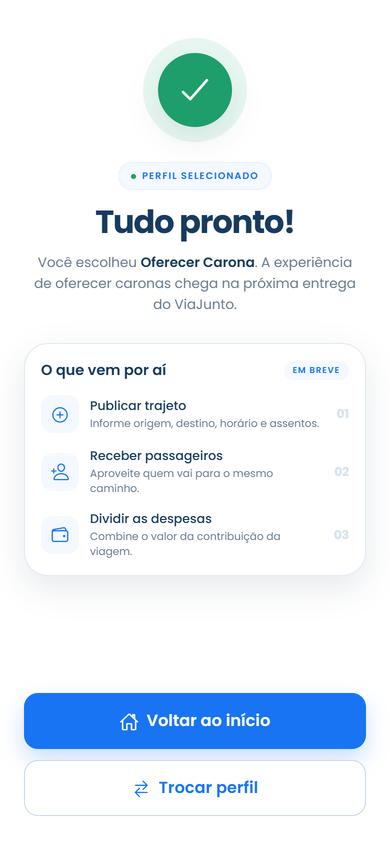 PERFIL SELECIONADO
Tudo pronto!
Você escolheu Oferecer Carona. A experiência
de oferecer caronas chega na próxima entrega
do ViaJunto.
O que vem por aí
EM BREVE
Publicar trajeto
Informe origem, destino, horário e assentos.
01
Receber passageiros
Aproveite quem vai para o mesmo
caminho.
02
Dividir as despesas
Combine o valor da contribuição da
viagem.
03
Voltar ao início
Trocar perfil